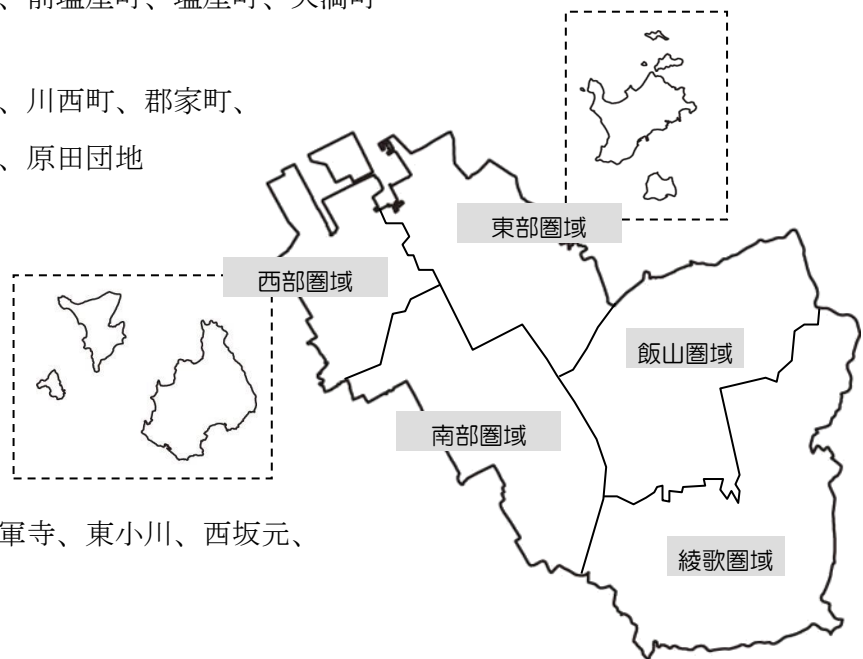 、前塩屋町、塩屋町、天満町
、川西町、郡家町、
、原田団地
東部圏域
西部圏域
飯山圏域
南部圏域
軍寺、東小川、西坂元、
綾歌圏域